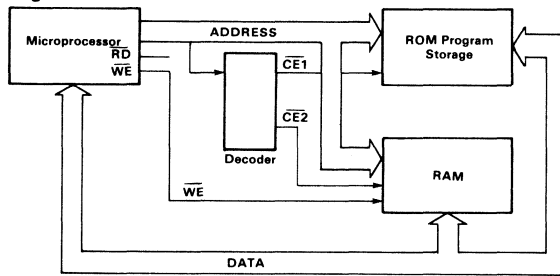 Microprocessor
RD
WE
ADDRESS
CE1
CE2
Decoder
WE
ROM Program
Storage
RAM
DATA